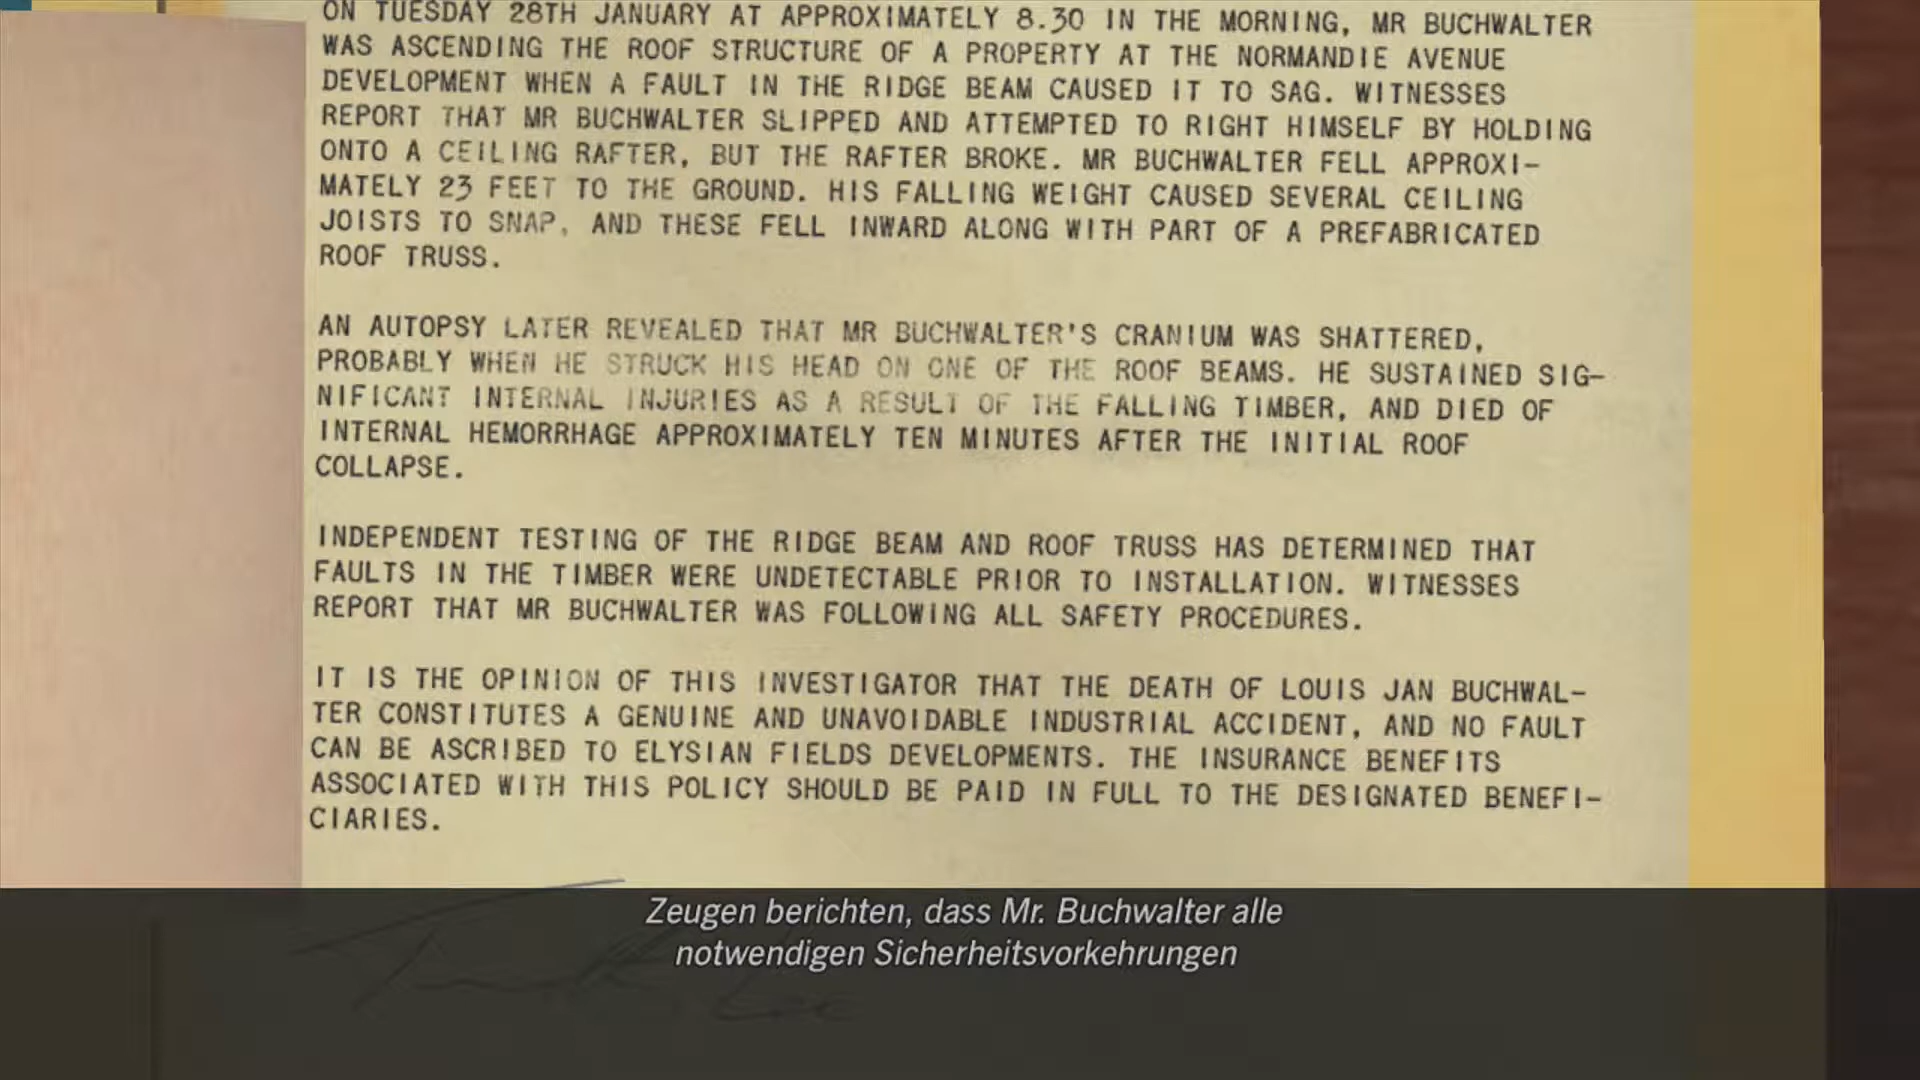 ON TUESDAY 28TH JANUARY AT APPROXIMATELY 8.30 IN THE MORNING, MR BUCHWALTER
WAS ASCENDING THE ROOF STRUCTURE OF A PROPERTY AT THE NORMANDIE AVENUE
DEVELOPMENT WHEN A FAULT IN THE RIDGE BEAM CAUSED IT TO SAG. WITNESSES
REPORT THAT MR BUCHWALTER SLIPPED AND ATTEMPTED TO RIGHT HIMSELF BY HOLDING
ONTO A CEILING RAFTER, BUT THE RAFTER BROKE. MR BUCHWALTER FELL APPROXI-
MATELY 23 FEET TO THE GROUND. HIS FALLING WEIGHT CAUSED SEVERAL CEILING
JOISTS TO SNAP, AND THESE FELL INWARD ALONG WITH PART OF A PREFABRICATED
ROOF TRUSS.
AN AUTOPSY LATER REVEALED THAT MR BUCHWALTER'S CRANIUM WAS SHATTERED,
PROBABLY WHEN HE STRUCK HIS HEAD ON ONE OF THE ROOF BEAMS. HE SUSTAINED SIG-
NIFICANT INTERNAL INJURIES AS A RESULT OF THE FALLING TIMBER, AND DIED OF
INTERNAL HEMORRHAGE APPROXIMATELY TEN MINUTES AFTER THE INITIAL ROOF
COLLAPSE.
INDEPENDENT TESTING OF THE RIDGE BEAM AND ROOF TRUSS HAS DETERMINED THAT
FAULTS IN THE TIMBER WERE UNDETECTABLE PRIOR TO INSTALLATION. WITNESSES
REPORT THAT MR BUCHWALTER WAS FOLLOWING ALL SAFETY PROCEDURES.
IT IS THE OPINION OF THIS INVESTIGATOR THAT THE DEATH OF LOUIS JAN BUCHWAL-
TER CONSTITUTES A GENUINE AND UNAVOIDABLE INDUSTRIAL ACCIDENT, AND NO FAULT
CAN BE ASCRIBED TO ELYSIAN FIELDS DEVELOPMENTS. THE INSURANCE BENEFITS
ASSOCIATED WITH THIS POLICY SHOULD BE PAID IN FULL TO THE DESIGNATED BENEFI-
CIARIES.
Zeugen berichten, dass Mr. Buchwalter alle
notwendigen Sicherheitsvorkehrungen